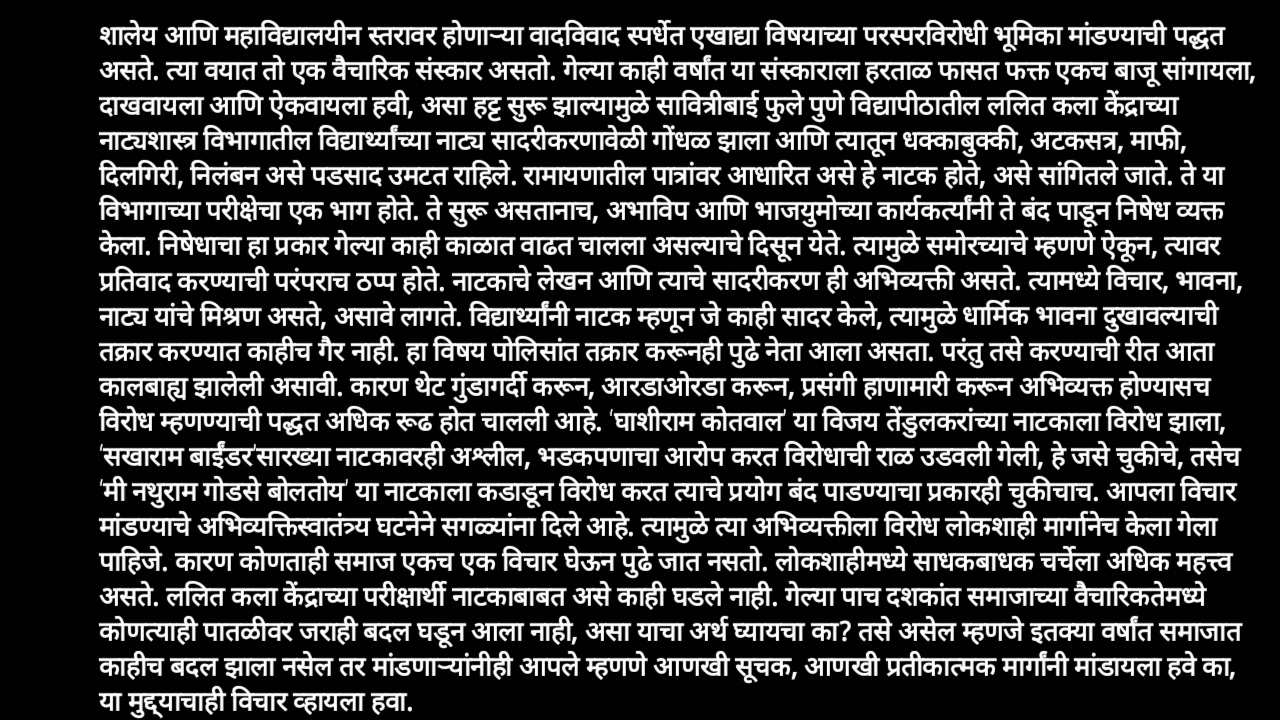 शालेय आणि महाविद्यालयीन स्तरावर होणाऱ्या वादविवाद स्पर्धेत एखाद्या विषयाच्या परस्परविरोधी भूमिका मांडण्याची पद्धत
असते. त्या वयात तो एक वैचारिक संस्कार असतो. गेल्या काही वर्षांत या संस्काराला हरताळ फासत फक्त एकच बाजू सांगायला,
दाखवायला आणि ऐकवायला हवी, असा हट्ट सुरू झाल्यामुळे सावित्रीबाई फुले पुणे विद्यापीठातील ललित कला केंद्राच्या
नाट्यशास्त्र विभागातील विद्यार्थ्यांच्या नाट्य सादरीकरणावेळी गोंधळ झाला आणि त्यातून धक्काबुक्की, अटकसत्र, माफी,
दिलगिरी, निलंबन असे पडसाद उमटत राहिले. रामायणातील पात्रांवर आधारित असे हे नाटक होते, असे सांगितले जाते. ते या
विभागाच्या परीक्षेचा एक भाग होते. ते सुरू असतानाच, अभाविप आणि भाजयुमोच्या कार्यकर्त्यांनी ते बंद पाडून निषेध व्यक्त
केला. निषेधाचा हा प्रकार गेल्या काही काळात वाढत चालला असल्याचे दिसून येते. त्यामुळे समोरच्याचे म्हणणे ऐकून, त्यावर
प्रतिवाद करण्याची परंपराच ठप्प होते. नाटकाचे लेखन आणि त्याचे सादरीकरण ही अभिव्यक्ती असते. त्यामध्ये विचार, भावना,
नाट्य यांचे मिश्रण असते, असावे लागते. विद्यार्थ्यांनी नाटक म्हणून जे काही सादर केले, त्यामुळे धार्मिक भावना दुखावल्याची
तक्रार करण्यात काहीच गैर नाही. हा विषय पोलिसांत तक्रार करूनही पुढे नेता आला असता. परंतु तसे करण्याची रीत आता
कालबाह्य झालेली असावी. कारण थेट गुंडागर्दी करून, आरडाओरडा करून, प्रसंगी हाणामारी करून अभिव्यक्त होण्यासच
विरोध म्हणण्याची पद्धत अधिक रूढ होत चालली आहे. 'घाशीराम कोतवाल' या विजय तेंडुलकरांच्या नाटकाला विरोध झाला,
'सखाराम बाईंडर'सारख्या नाटकावरही अश्लील, भडकपणाचा आरोप करत विरोधाची राळ उडवली गेली, हे जसे चुकीचे, तसेच
'मी नथुराम गोडसे बोलतोय' या नाटकाला कडाडून विरोध करत त्याचे प्रयोग बंद पाडण्याचा प्रकारही चुकीचाच. आपला विचार
मांडण्याचे अभिव्यक्तिस्वातंत्र्य घटनेने सगळ्यांना दिले आहे. त्यामुळे त्या अभिव्यक्तीला विरोध लोकशाही मार्गानेच केला गेला
पाहिजे. कारण कोणताही समाज एकच एक विचार घेऊन पुढे जात नसतो. लोकशाहीमध्ये साधकबाधक चर्चेला अधिक महत्त्व
असते. ललित कला केंद्राच्या परीक्षार्थी नाटकाबाबत असे काही घडले नाही. गेल्या पाच दशकांत समाजाच्या वैचारिकतेमध्ये
कोणत्याही पातळीवर जराही बदल घडून आला नाही, असा याचा अर्थ घ्यायचा का? तसे असेल म्हणजे इतक्या वर्षांत समाजात
काहीच बदल झाला नसेल तर मांडणाऱ्यांनीही आपले म्हणणे आणखी सूचक, आणखी प्रतीकात्मक मार्गांनी मांडायला हवे का,
या मुद्द्याचाही विचार व्हायला हवा.